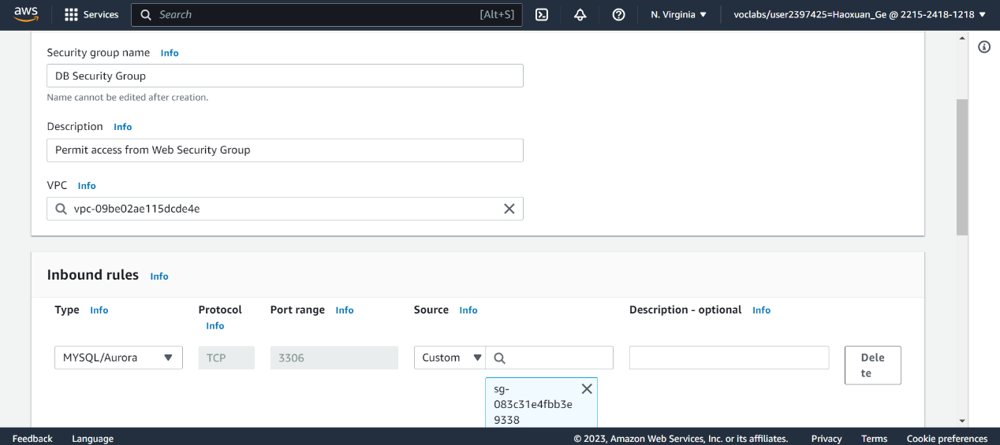 aws Services Search [Alt+S] N. Virginia voclabs/user2397425=Haoxuan_Ge @ 2215-2418-1218
Security group name Info
DB Security Group
Name cannot be edited after creation.
Description Info
Permit access from Web Security Group
VPC Info
vpc-09be02ae115dcde4e
Inbound rules Info
Type Info Protocol Port range Info Source Info Description - optional Info
Info
MYSQL/Aurora TCP 3306 Custom Dele
te
sg-
083c31e4fbb3e
9338
Feedback Language © 2023, Amazon Web Services, Inc. or its affiliates. Privacy Terms Cookie preferences